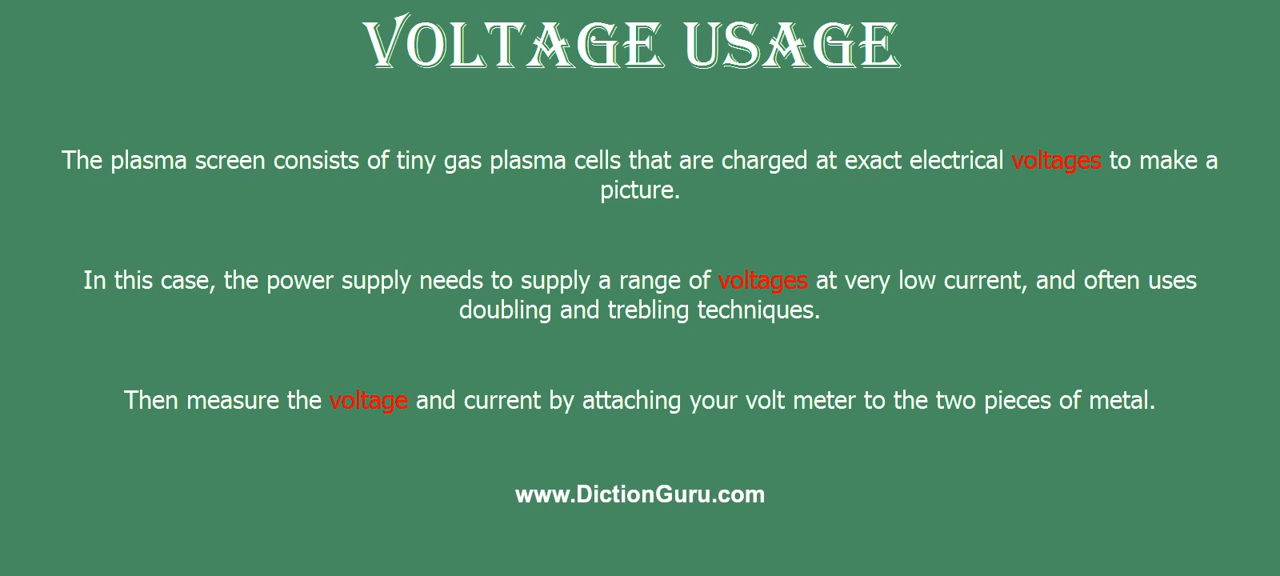 VOLTAGE USAGE
The plasma screen consists of tiny gas plasma cells that are charged at exact electrical voltages to make a
picture.
In this case, the power supply needs to supply a range of voltages at very low current, and often uses
doubling and trebling techniques.
Then measure the voltage and current by attaching your volt meter to the two pieces of metal.
www.DictionGuru.com